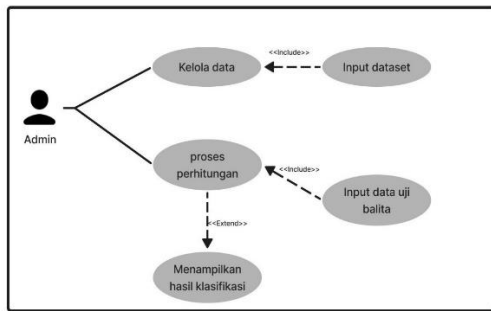 <<Include>>
Kelola data
Input dataset
Admin
proses
perhitungan
<<Include>>
Input data uji
balita
<<Extend>>
Menampilkan
hasil klasifikasi